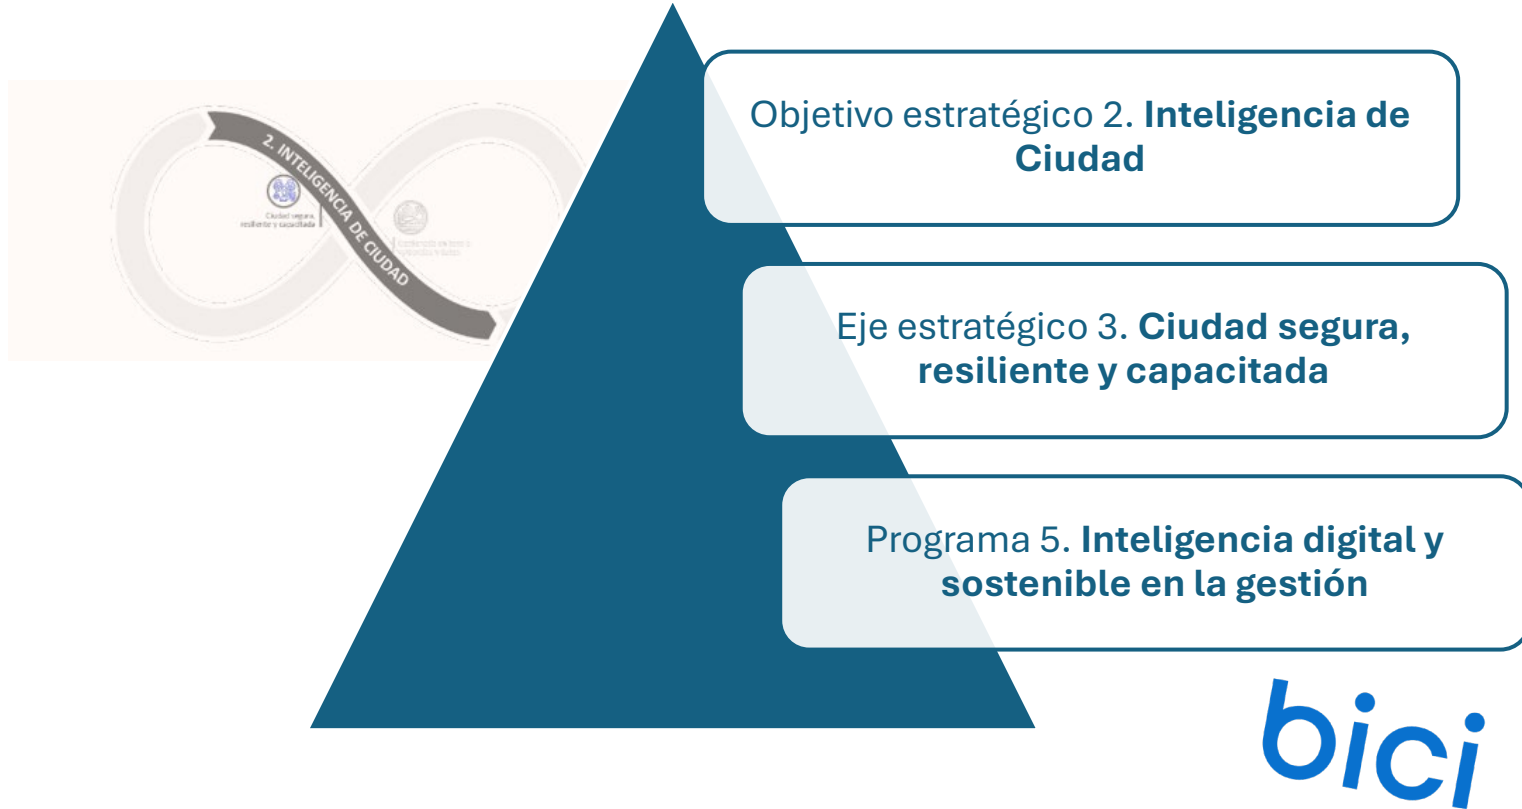 2. INTELIGENCIA DE CIUDAD
Ciudad segura,
resiliente y capacitada
Objetivo estratégico 2. Inteligencia de
Ciudad
Eje estratégico 3. Ciudad segura,
resiliente y capacitada
Programa 5. Inteligencia digital y
sostenible en la gestión
bici